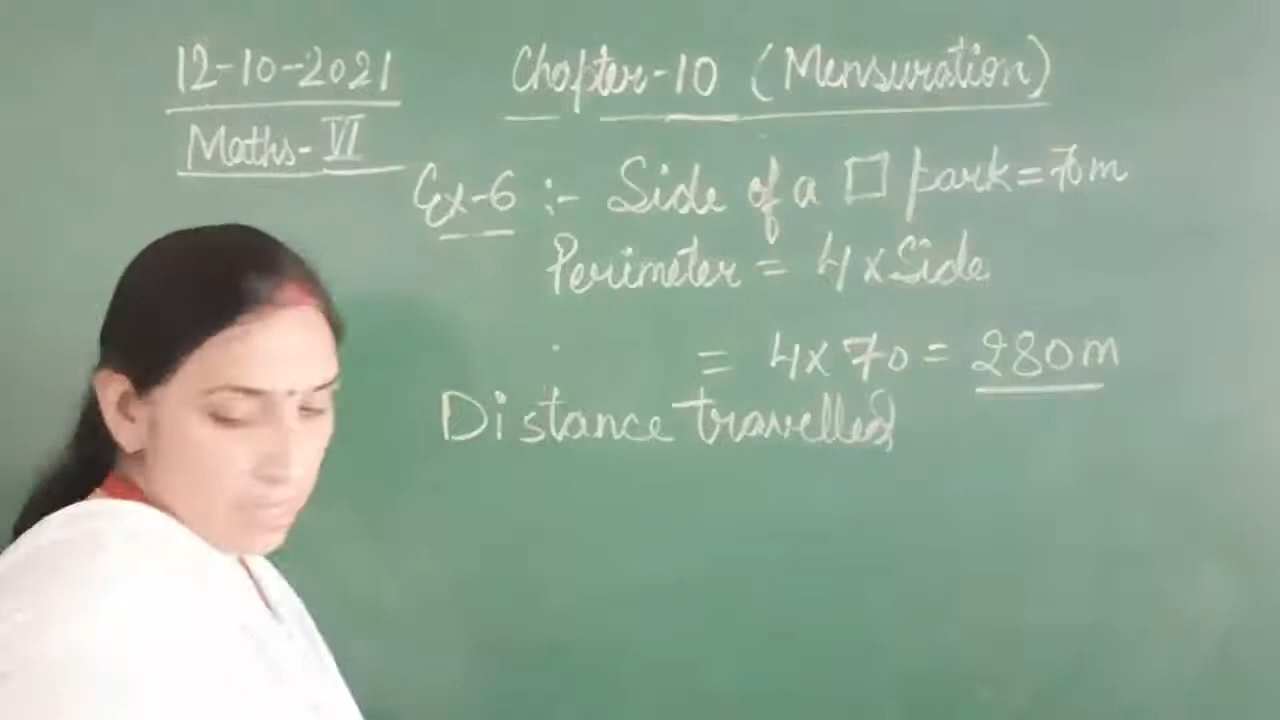 12-10-2021
Chapter-10 (Mensuration)
Maths-VI
Ex-6 :- Side of a □ park = 70m
Perimeter = 4 x Side
= 4 x 70 = 280m
Distance travelled